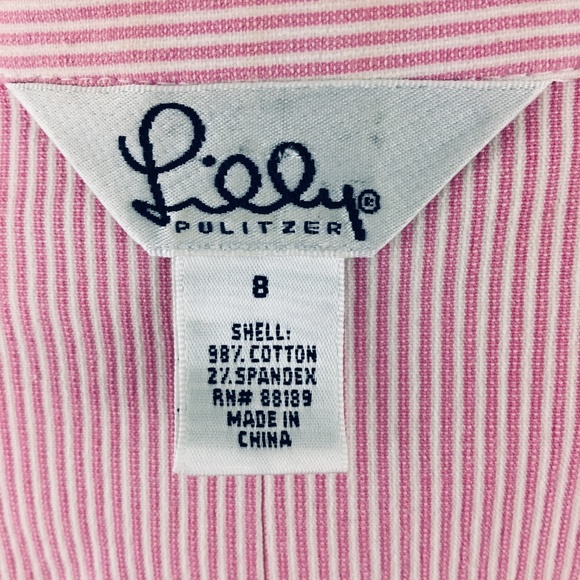 Lilly®
PULITZER
8
SHELL:
98% COTTON
2% SPANDEX
RN# 88189
MADE IN
CHINA